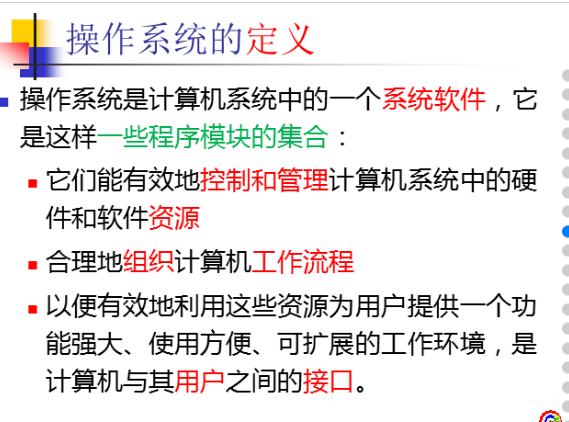 操作系统的定义
操作系统是计算机系统中的一个系统软件，它
是这样一些程序模块的集合：
它们能有效地控制和管理计算机系统中的硬
件和软件资源
合理地组织计算机工作流程
以便有效地利用这些资源为用户提供一个功
能强大、使用方便、可扩展的工作环境，是
计算机与其用户之间的接口。